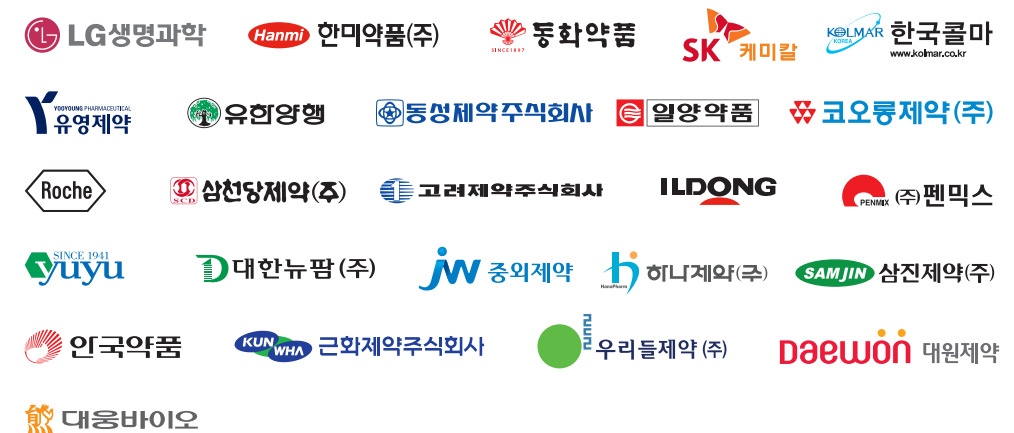 LG생명과학
Hanmi 한미약품(주)
동화약품
SINCE1897
SK 케미칼
KOLMAR 한국콜마
KOREA
www.kolmar.co.kr
YOOYOUNG PHARMACEUTICAL
유영제약
유한양행
동성제약주식회사
일양약품
코오롱제약(주)
Roche
SCD 삼천당제약(주)
고려제약주식회사
ILDONG
PENMIX (주)펜믹스
SINCE 1941
yuyu
대한뉴팜(주)
jw 중외제약
HanaPharm 하나제약(주)
SAMJIN 삼진제약(주)
안국약품
KUN WHA 근화제약주식회사
우리들제약(주)
DAEWON 대원제약
대웅바이오